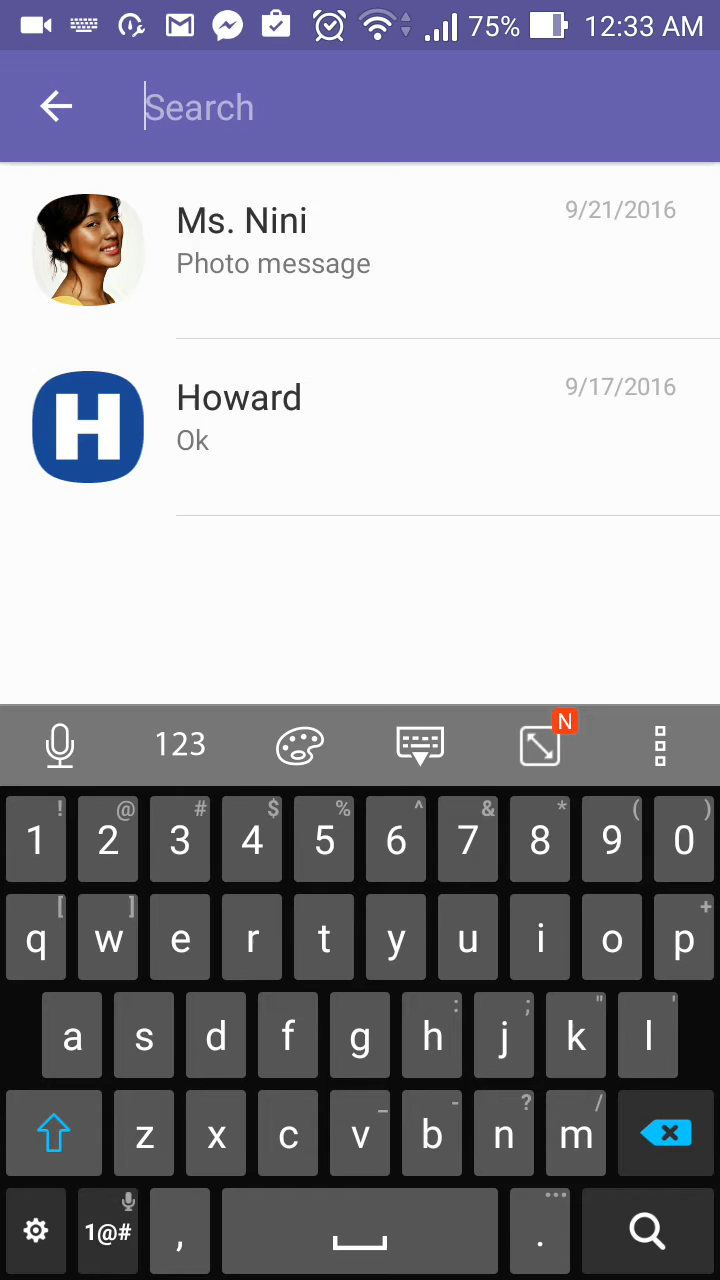 75% 12:33 AM
Search
Ms. Nini 9/21/2016
Photo message
H Howard 9/17/2016
Ok
123 N
! @ # $ % ^ & * ( )
1 2 3 4 5 6 7 8 9 0
[ ] +
q w e r t y u i o p
: ; " '
a s d f g h j k l
_ - ? /
z x c v b n m
1@# , .